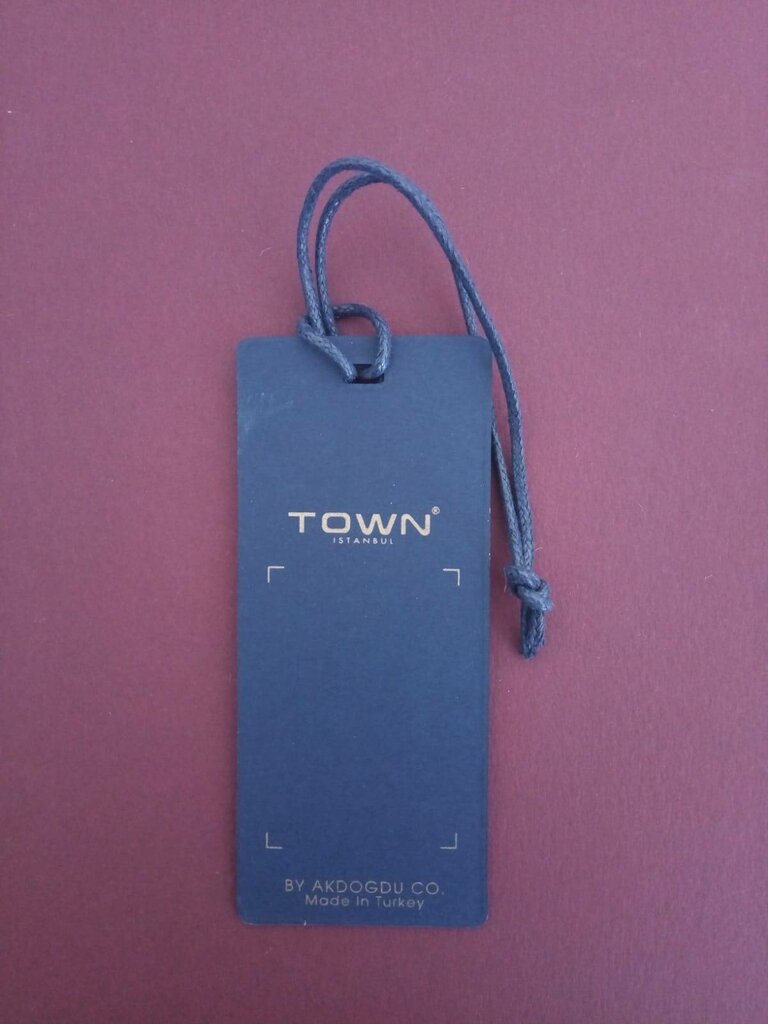 TOWN®
ISTANBUL
BY AKDOGDU CO.
Made In Turkey